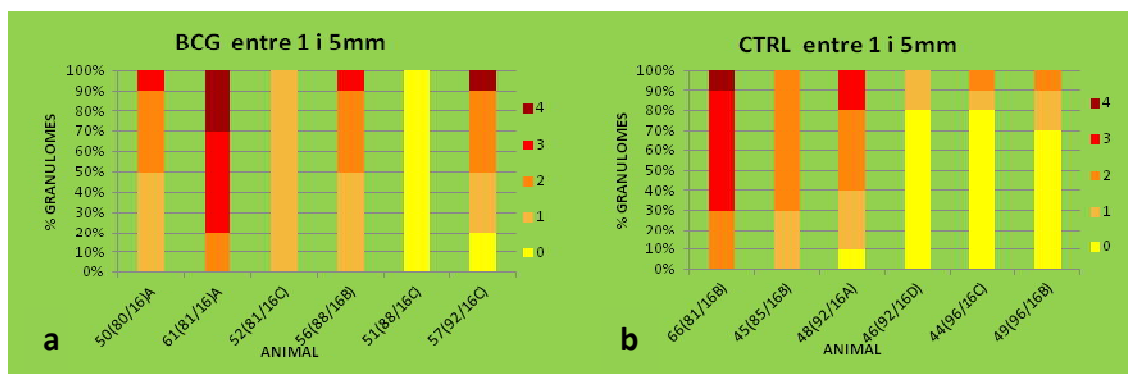 BCG entre 1 i 5mm
% GRANULOMES
100%
90%
80%
70%
60%
50%
40%
30%
20%
10%
0%
4
3
2
1
0
50(80/16)A
61(81/16)A
52(81/16C)
56(88/16B)
51(88/16C)
57(92/16C)
ANIMAL
a
CTRL entre 1 i 5mm
% GRANULOMES
100%
90%
80%
70%
60%
50%
40%
30%
20%
10%
0%
4
3
2
1
0
66(81/16B)
45(85/16B)
48(92/16A)
46(92/16D)
44(96/16C)
49(96/16B)
ANIMAL
b